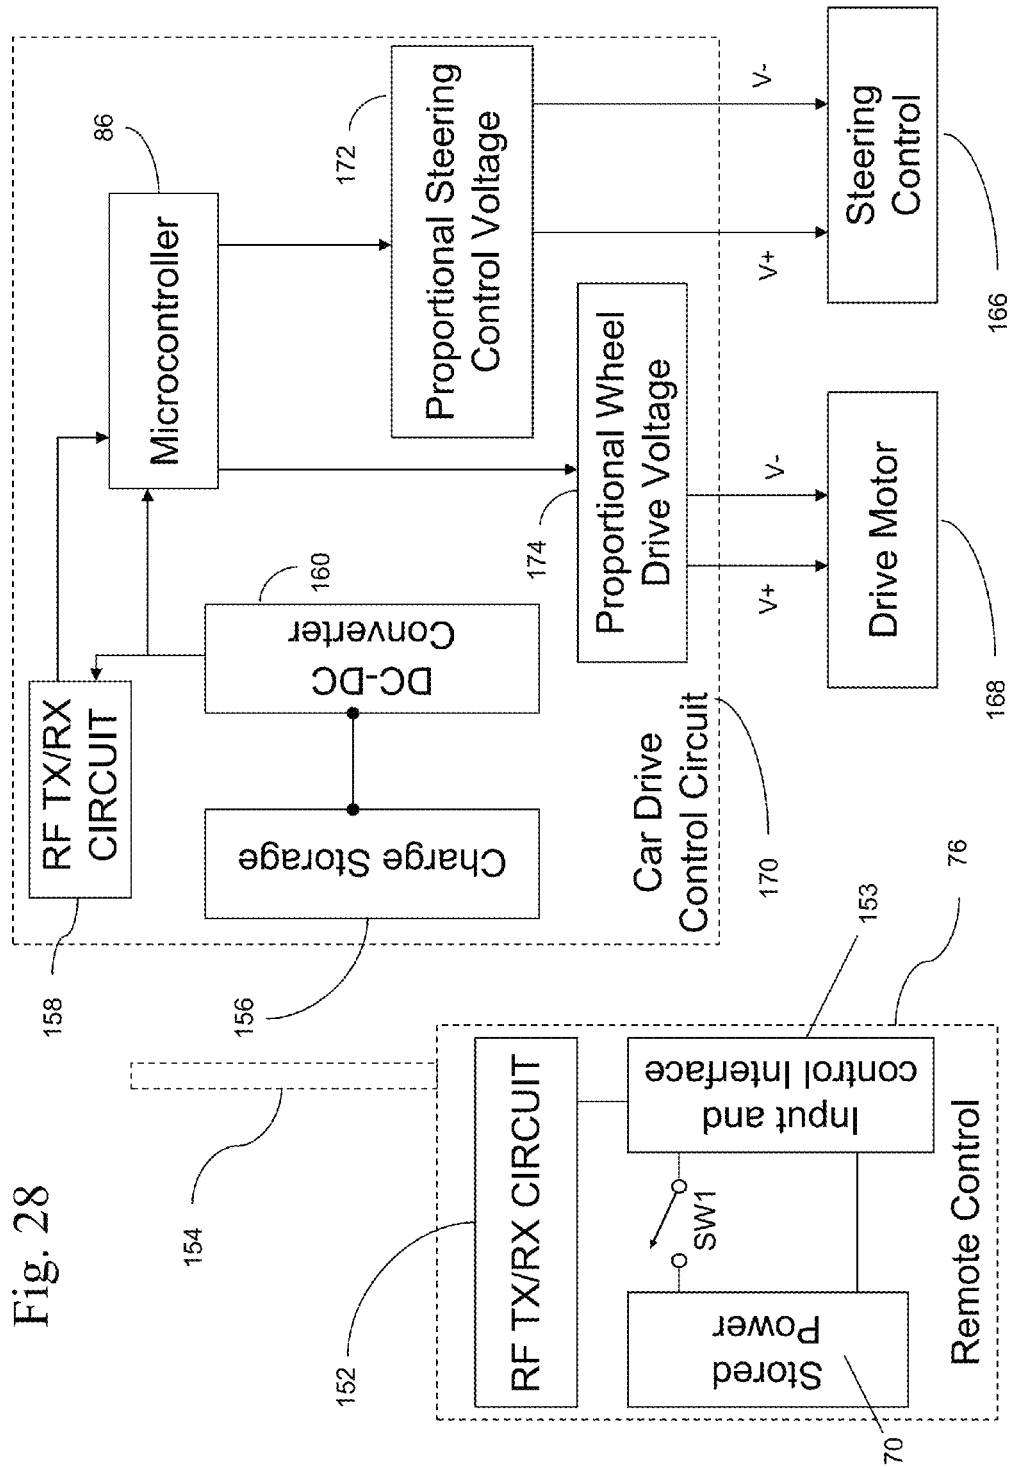 Fig. 28
154
152
RF TX/RX CIRCUIT
SW1
Stored
Power
70
Input and
control Interface
153
76
Remote Control
158
RF TX/RX
CIRCUIT
156
Charge Storage
DC-DC
Converter
160
86
Microcontroller
172
Proportional Steering
Control Voltage
174
Proportional Wheel
Drive Voltage
Car Drive
Control Circuit
170
V+
V-
V+
V-
Drive Motor
168
Steering
Control
166